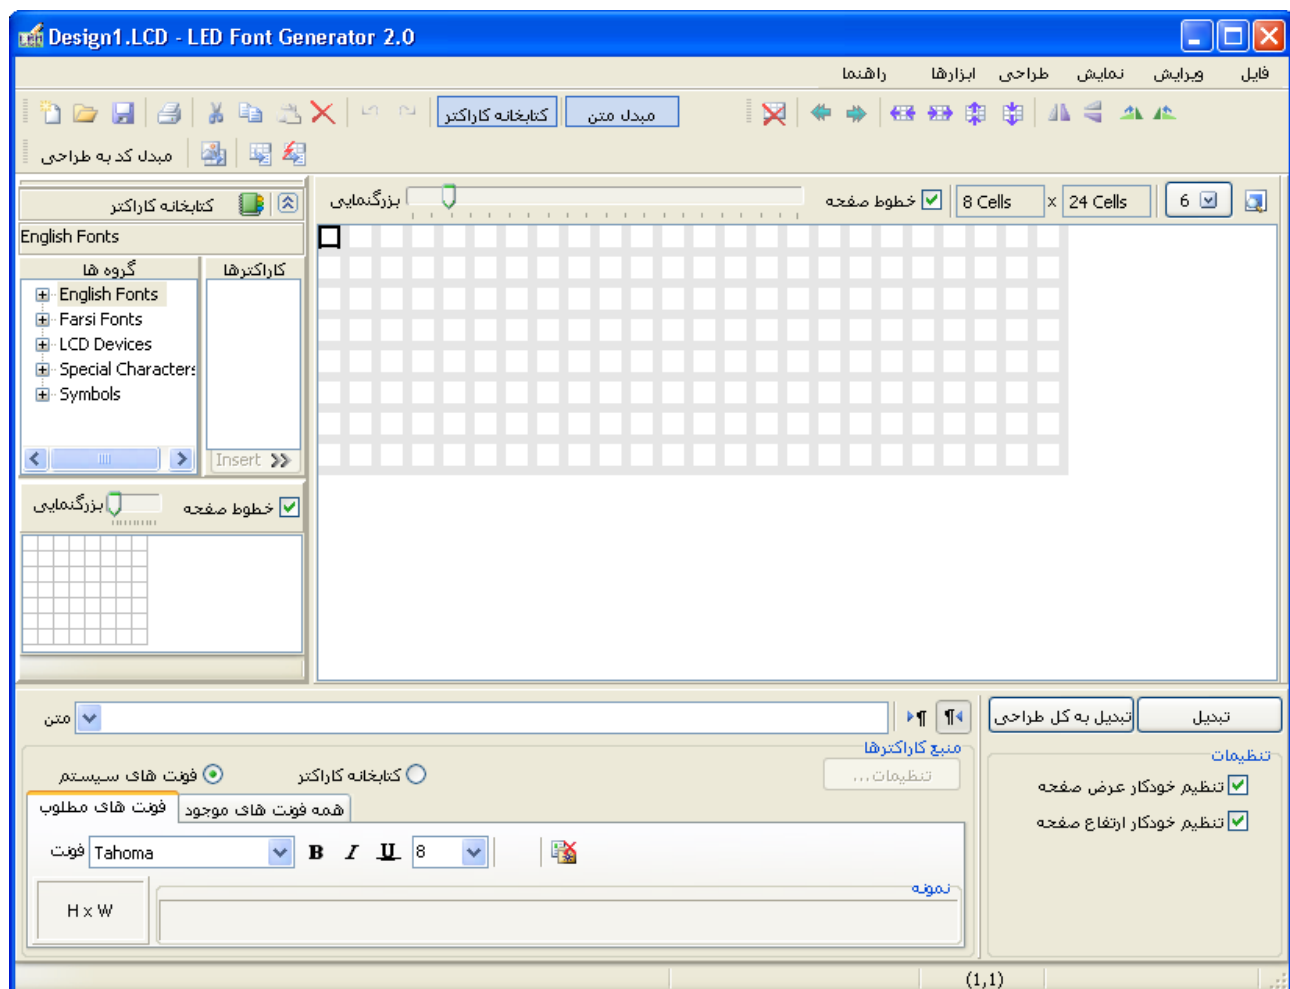 Design1.LCD - LED Font Generator 2.0
فایل ویرایش نمایش طراحی ابزارها راهنما
کتابخانه کاراکتر مبدل متن
مبدل کد به طراحی
کتابخانه کاراکتر
بزرگنمایی خطوط صفحه 8 Cells x 24 Cells 6
English Fonts
گروه ها کاراکترها
English Fonts
Farsi Fonts
LCD Devices
Special Characters
Symbols
Insert
بزرگنمایی خطوط صفحه
متن
تبدیل به کل طراحی تبدیل
منبع کاراکترها
فونت های سیستم کتابخانه کاراکتر تنظیمات...
تنظیمات
تنظیم خودکار عرض صفحه
تنظیم خودکار ارتفاع صفحه
فونت های مطلوب همه فونت های موجود
فونت Tahoma B I U 8
نمونه
H x W
(1,1)